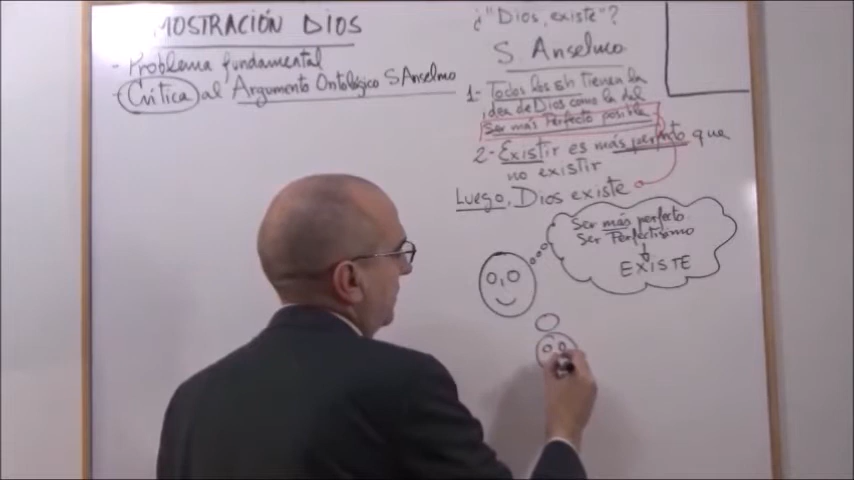 MOSTRACIÓN DIOS
- Problema fundamental
- Crítica al Argumento Ontológico S Anselmo
¿"Dios, existe"?
S. Anselmo
1- Todos los sh tienen la
idea de Dios como la del
Ser más Perfecto posible
2- Existir es más perfecto que
no existir
Luego, Dios existe
Ser más perfecto
Ser Perfectísimo
EXISTE